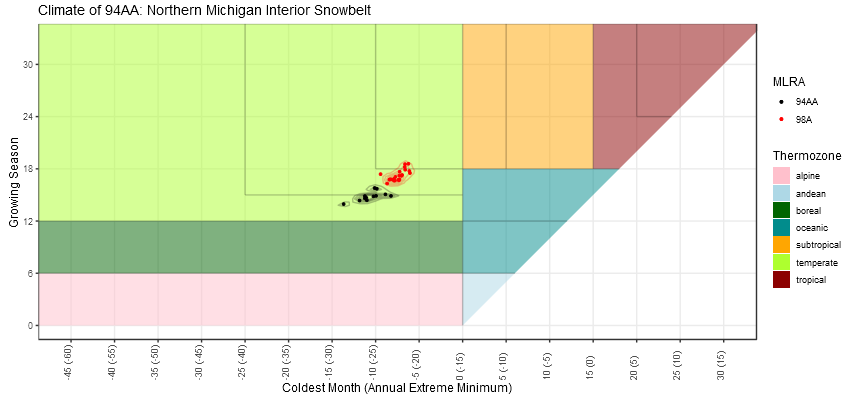 Climate of 94AA: Northern Michigan Interior Snowbelt
Growing Season
30
24
18
12
6
0
-45 (-60)
-40 (-55)
-35 (-50)
-30 (-45)
-25 (-40)
-20 (-35)
-15 (-30)
-10 (-25)
-5 (-20)
0 (-15)
5 (-10)
10 (-5)
15 (0)
20 (5)
25 (10)
30 (15)
Coldest Month (Annual Extreme Minimum)
MLRA
94AA
98A
Thermozone
alpine
andean
boreal
oceanic
subtropical
temperate
tropical